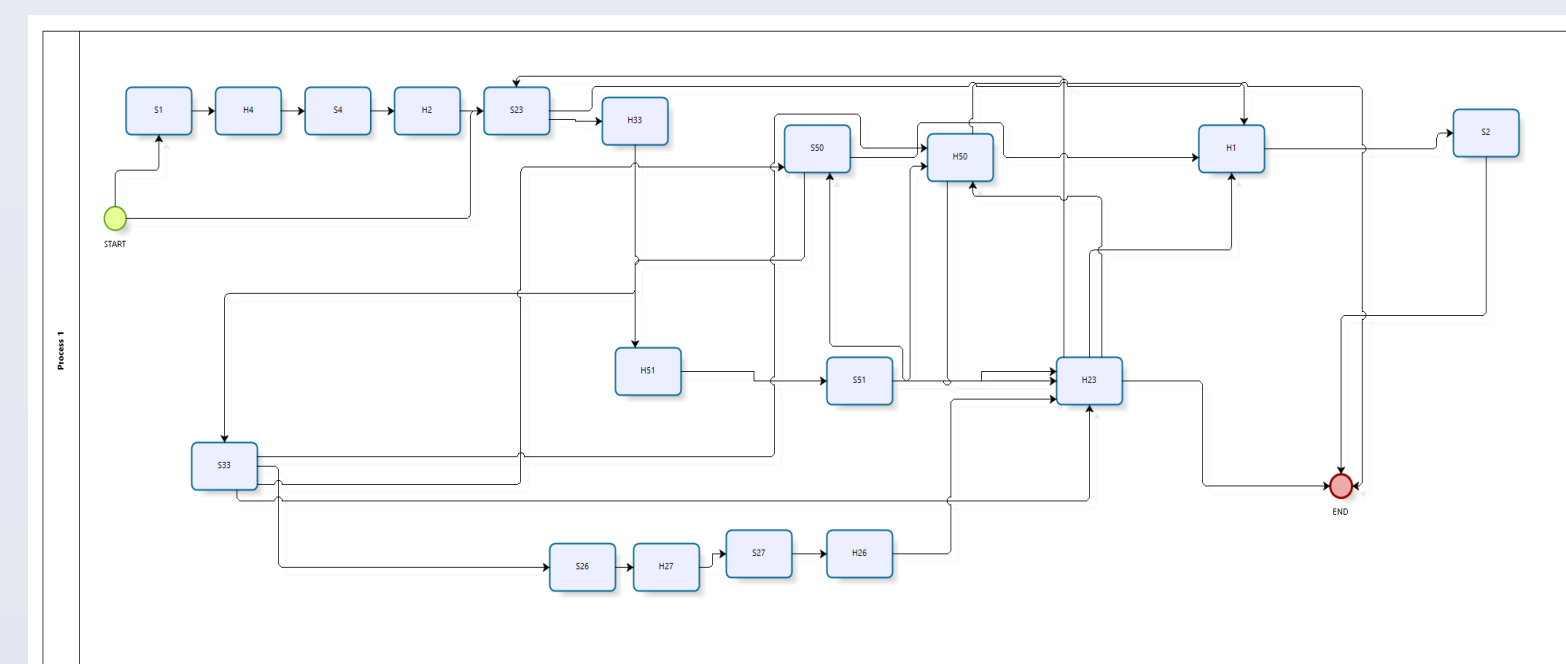 Process 1
S1
H4
S4
H2
S23
H33
S50
H50
H1
S2
START
H51
S51
H23
S33
END
S26
H27
S27
H26